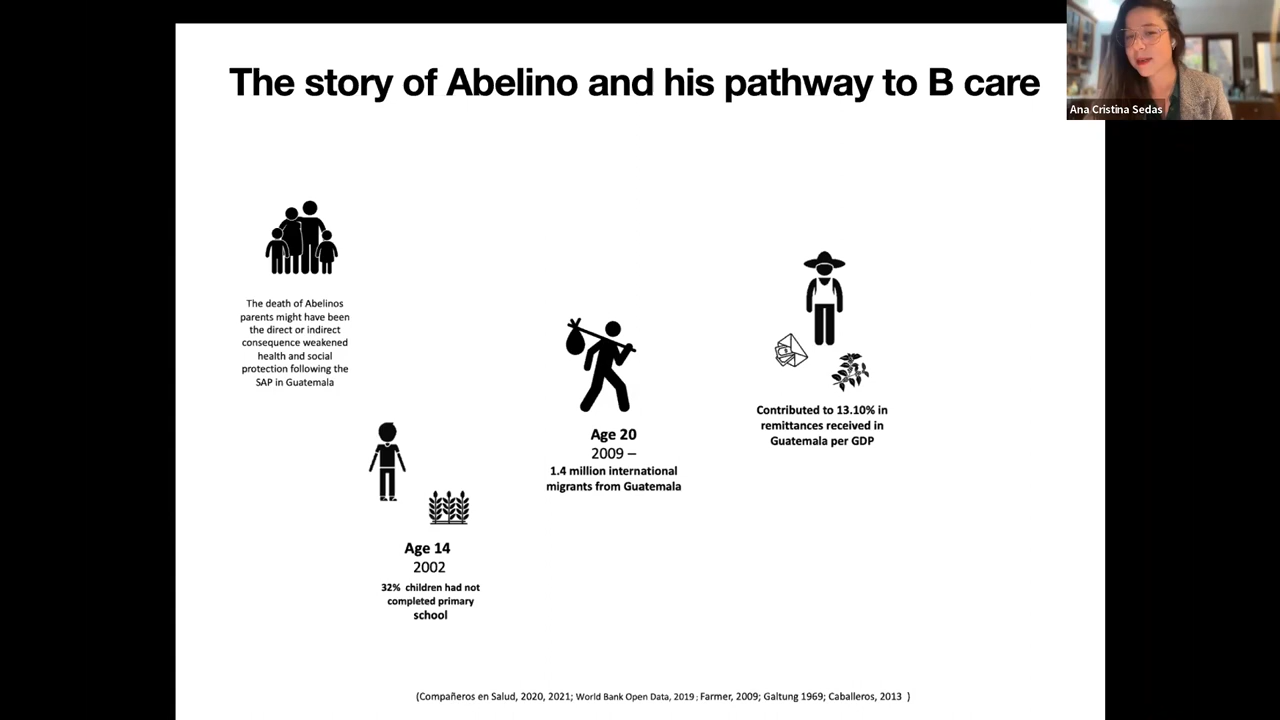 The story of Abelino and his pathway to B care
Ana Cristina Sedas
The death of Abelinos
parents might have been
the direct or indirect
consequence weakened
health and social
protection following the
SAP in Guatemala
Age 14
2002
32% children had not
completed primary
school
Age 20
2009 –
1.4 million international
migrants from Guatemala
Contributed to 13.10% in
remittances received in
Guatemala per GDP
(Compañeros en Salud, 2020, 2021; World Bank Open Data, 2019; Farmer, 2009; Galtung 1969; Caballeros, 2013 )